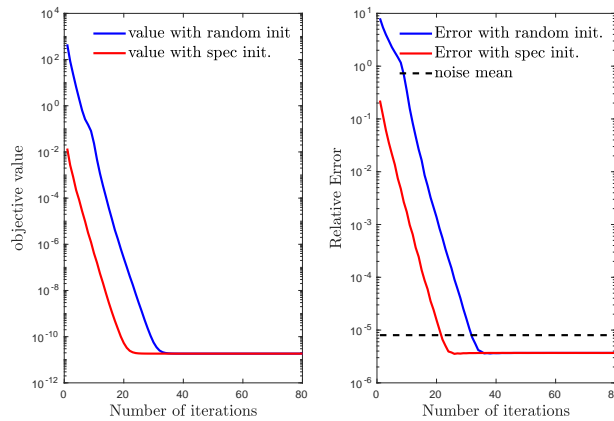 10^4
10^2
10^0
10^-2
10^-4
10^-6
10^-8
10^-10
10^-12
objective value
value with random init
value with spec init.
0 20 40 60 80
Number of iterations
10^1
10^0
10^-1
10^-2
10^-3
10^-4
10^-5
10^-6
Relative Error
Error with random init.
Error with spec init.
noise mean
0 20 40 60 80
Number of iterations